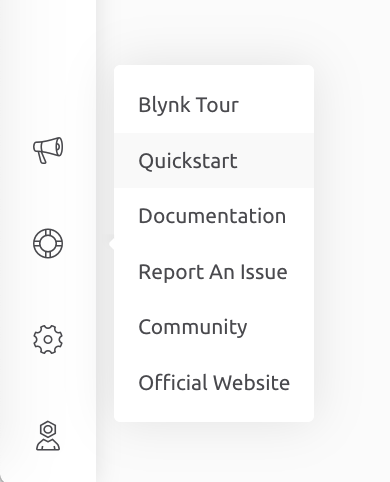 Blynk Tour
Quickstart
Documentation
Report An Issue
Community
Official Website